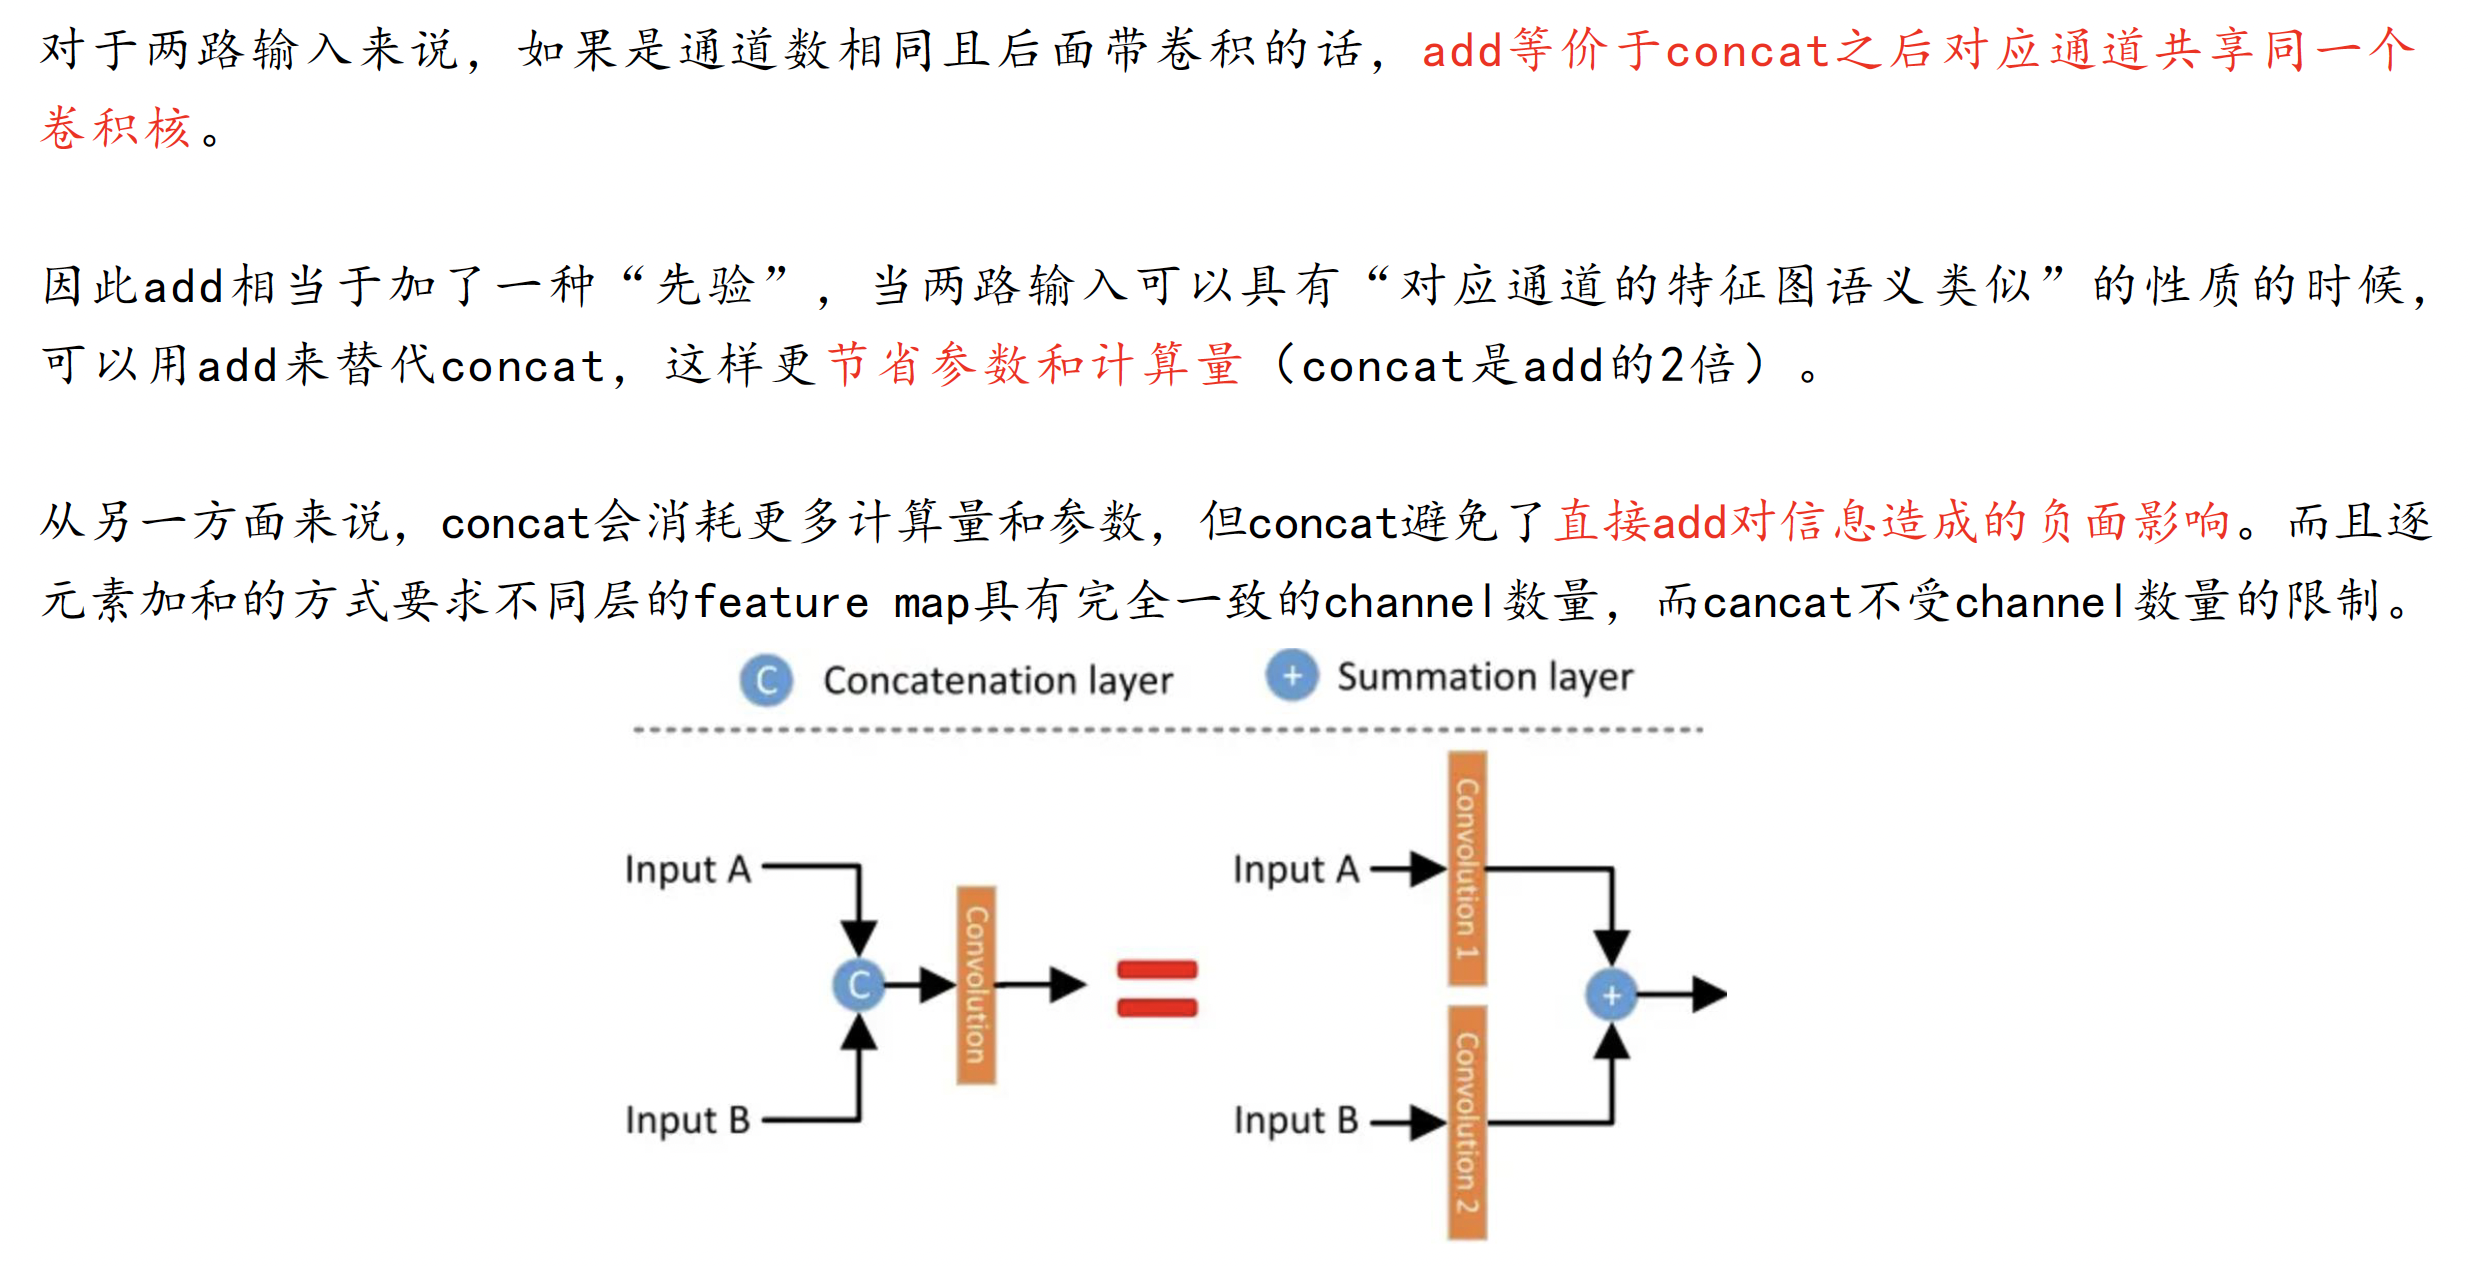 对于两路输入来说，如果是通道数相同且后面带卷积的话，add等价于concat之后对应通道共享同一个
卷积核。
因此add相当于加了一种“先验”，当两路输入可以具有“对应通道的特征图语义类似”的性质的时候，
可以用add来替代concat，这样更节省参数和计算量（concat是add的2倍）。
从另一方面来说，concat会消耗更多计算量和参数，但concat避免了直接add对信息造成的负面影响。而且逐
元素加和的方式要求不同层的feature map具有完全一致的channel数量，而cancat不受channel数量的限制。
C Concatenation layer + Summation layer
Input A
Convolution
C
Input B
Input A
Convolution 1
+
Input B
Convolution 2